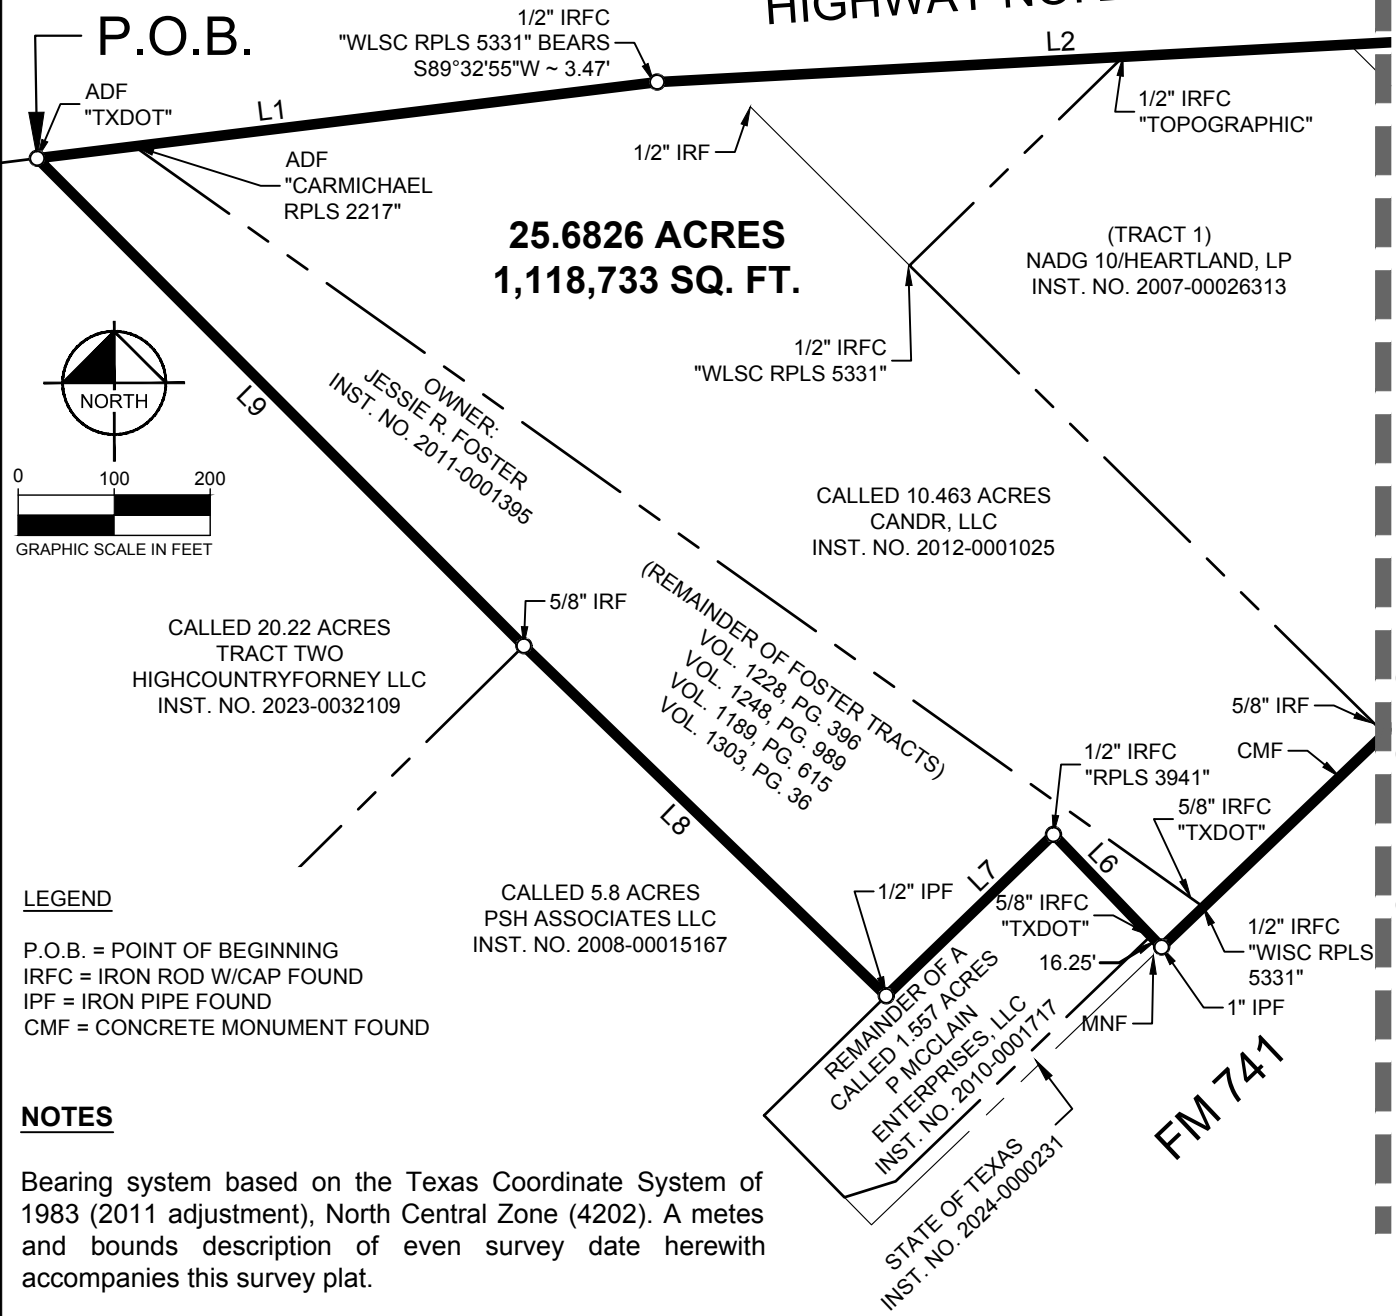 P.O.B.
1/2" IRFC
"WLSC RPLS 5331" BEARS
S89°32'55"W ~ 3.47'
L2
ADF
"TXDOT"
L1
ADF
"CARMICHAEL
RPLS 2217"
1/2" IRF
1/2" IRFC
"TOPOGRAPHIC"
25.6826 ACRES
1,118,733 SQ. FT.
(TRACT 1)
NADG 10/HEARTLAND, LP
INST. NO. 2007-00026313
1/2" IRFC
"WLSC RPLS 5331"
NORTH
L9
OWNER:
JESSIE R. FOSTER
INST. NO. 2011-0001395
0 100 200
GRAPHIC SCALE IN FEET
CALLED 10.463 ACRES
CANDR, LLC
INST. NO. 2012-0001025
5/8" IRF
CALLED 20.22 ACRES
TRACT TWO
HIGHCOUNTRYFORNEY LLC
INST. NO. 2023-0032109
(REMAINDER OF FOSTER TRACTS)
VOL. 1228, PG. 396
VOL. 1248, PG. 989
VOL. 1189, PG. 615
VOL. 1303, PG. 36
5/8" IRF
CMF
1/2" IRFC
"RPLS 3941"
5/8" IRFC
"TXDOT"
L8
L6
L7
CALLED 5.8 ACRES
PSH ASSOCIATES LLC
INST. NO. 2008-00015167
1/2" IPF
5/8" IRFC
"TXDOT"
16.25'
1/2" IRFC
"WISC RPLS
5331"
1" IPF
MNF
FM 741
REMAINDER OF A
CALLED 1.557 ACRES
P MCCLAIN
ENTERPRISES, LLC
INST. NO. 2010-0001717
STATE OF TEXAS
INST. NO. 2024-0000231
LEGEND
P.O.B. = POINT OF BEGINNING
IRFC = IRON ROD W/CAP FOUND
IPF = IRON PIPE FOUND
CMF = CONCRETE MONUMENT FOUND
NOTES
Bearing system based on the Texas Coordinate System of
1983 (2011 adjustment), North Central Zone (4202). A metes
and bounds description of even survey date herewith
accompanies this survey plat.